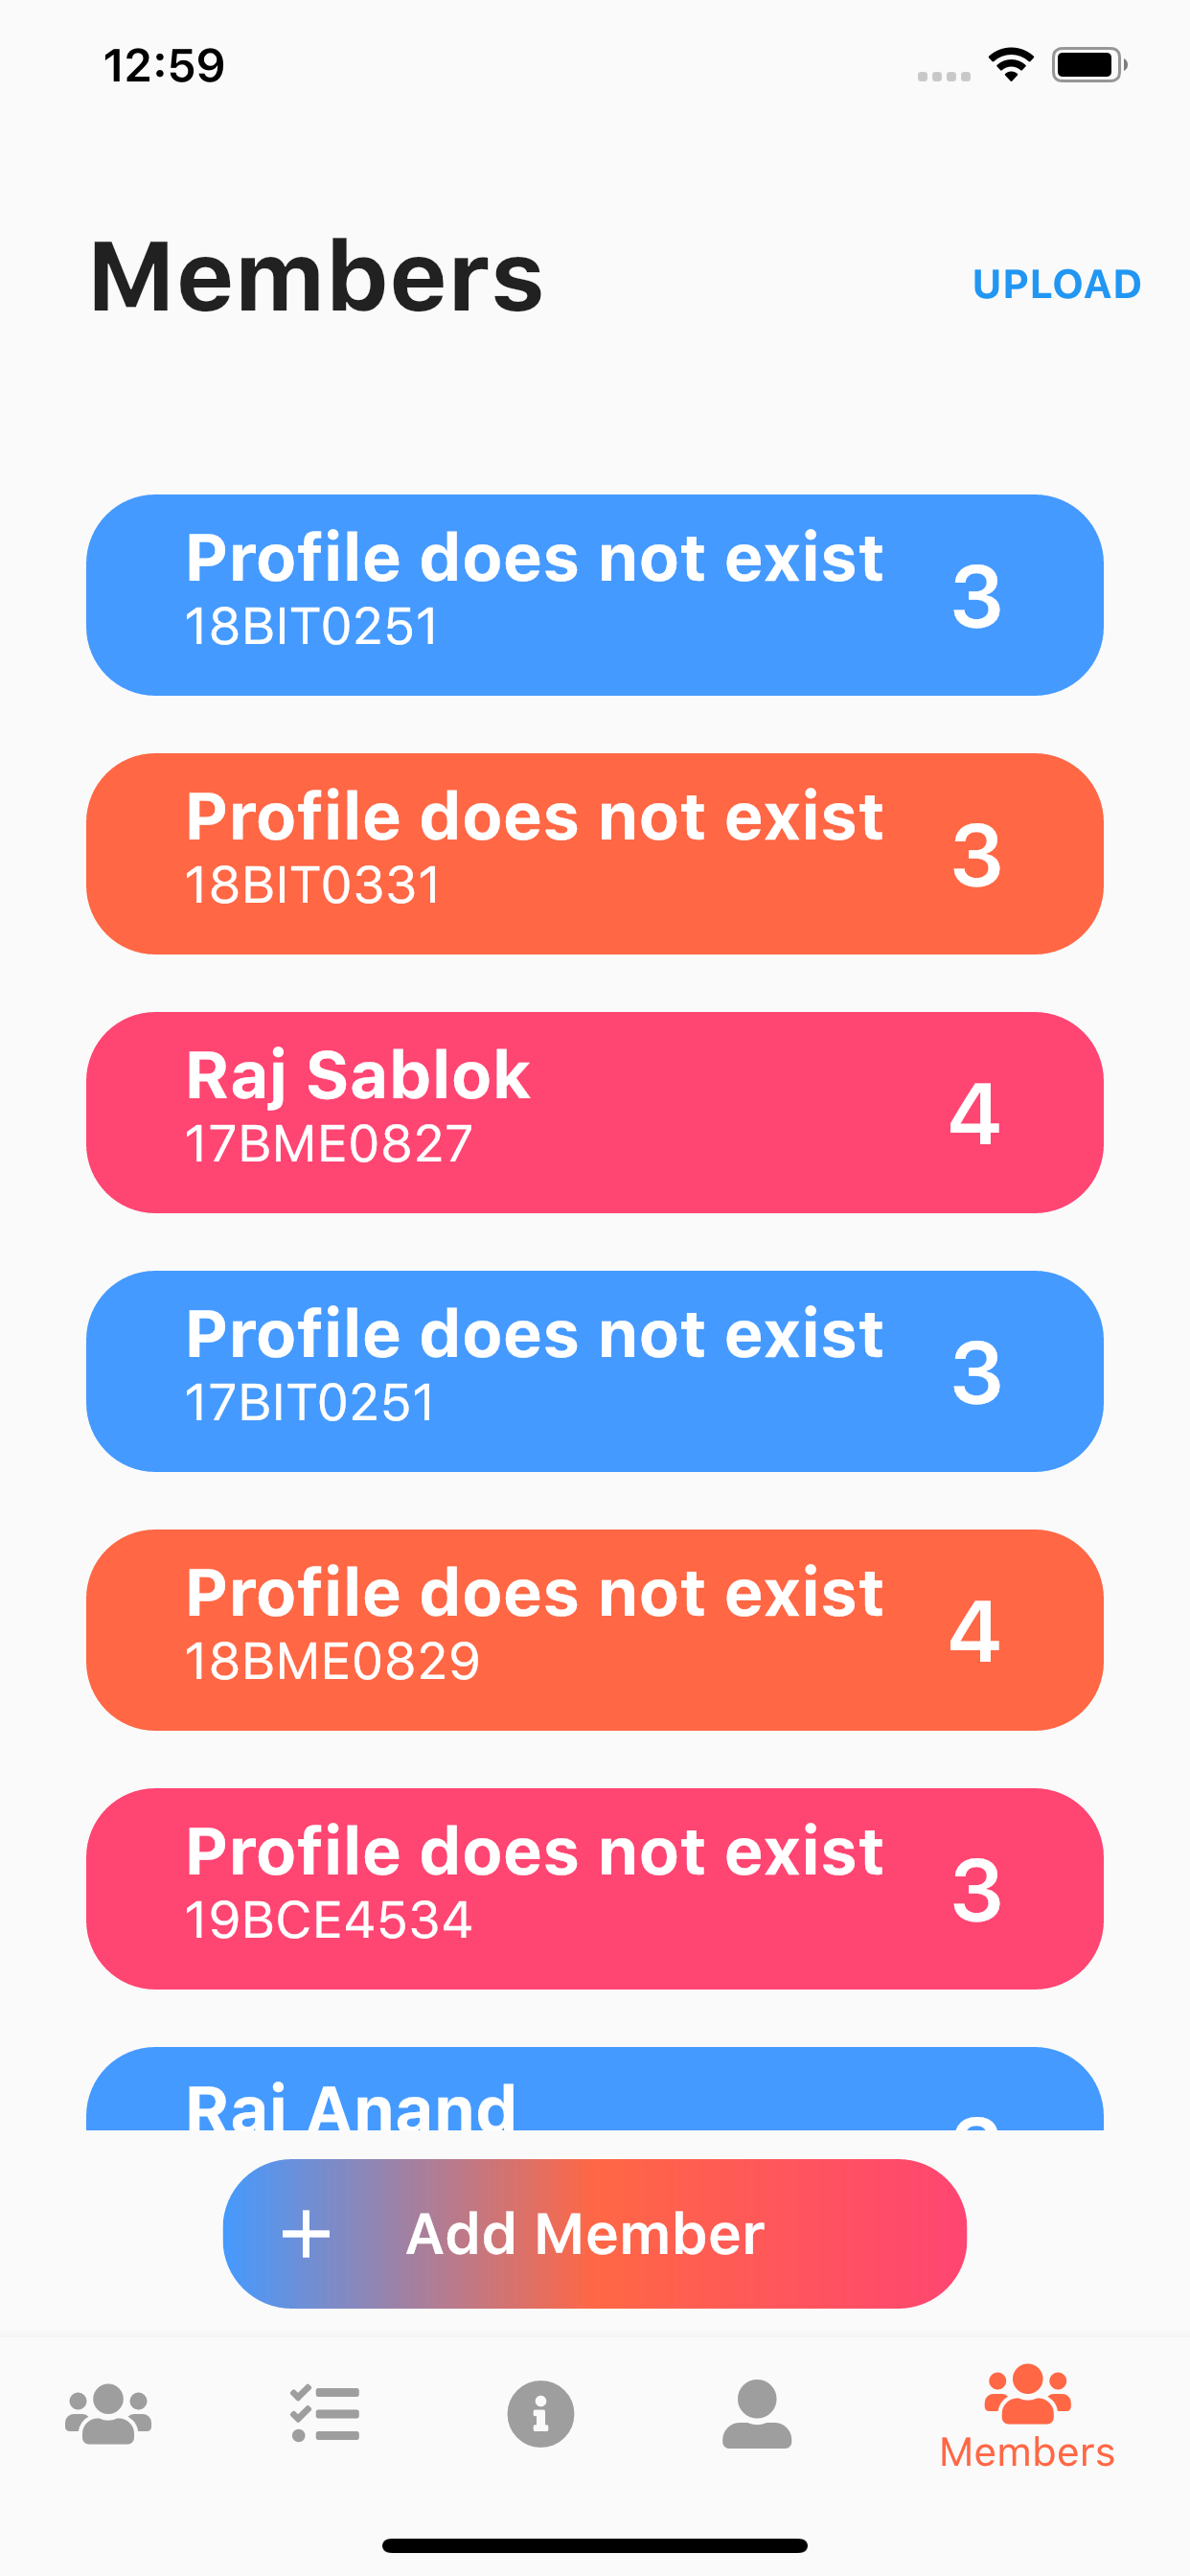 12:59
Members
UPLOAD
Profile does not exist
18BIT0251
3
Profile does not exist
18BIT0331
3
Raj Sablok
17BME0827
4
Profile does not exist
17BIT0251
3
Profile does not exist
18BME0829
4
Profile does not exist
19BCE4534
3
Raj Anand
Add Member
Members